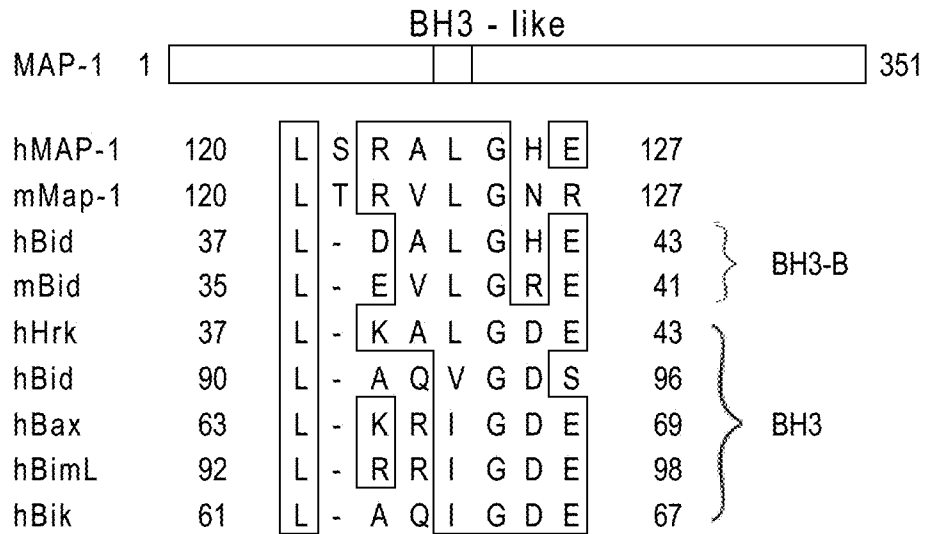 BH3 - like
MAP-1 1 351
hMAP-1 120 L S R A L G H E 127
mMap-1 120 L T R V L G N R 127
hBid 37 L - D A L G H E 43
mBid 35 L - E V L G R E 41
BH3-B
hHrk 37 L - K A L G D E 43
hBid 90 L - A Q V G D S 96
hBax 63 L - K R I G D E 69
BH3
hBimL 92 L - R R I G D E 98
hBik 61 L - A Q I G D E 67